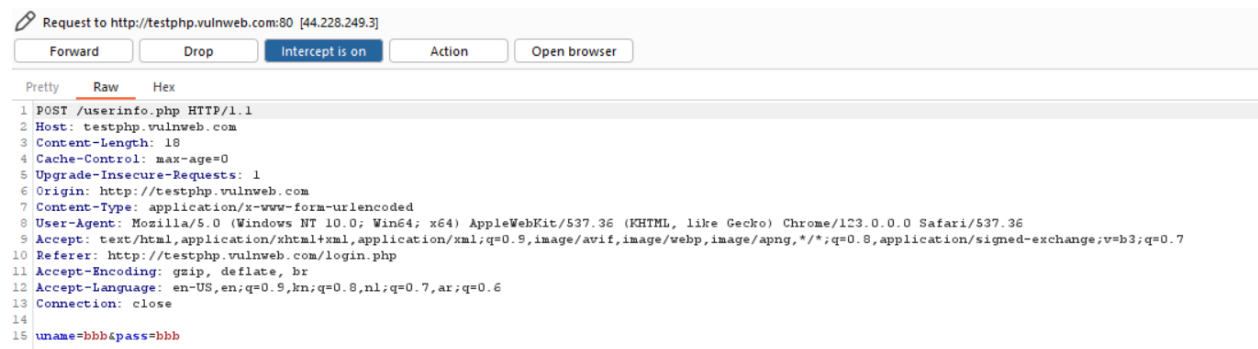 Request to http://testphp.vulnweb.com:80 [44.228.249.3]
Forward Drop Intercept is on Action Open browser
Pretty Raw Hex
1 POST /userinfo.php HTTP/1.1
2 Host: testphp.vulnweb.com
3 Content-Length: 18
4 Cache-Control: max-age=0
5 Upgrade-Insecure-Requests: 1
6 Origin: http://testphp.vulnweb.com
7 Content-Type: application/x-www-form-urlencoded
8 User-Agent: Mozilla/5.0 (Windows NT 10.0; Win64; x64) AppleWebKit/537.36 (KHTML, like Gecko) Chrome/123.0.0.0 Safari/537.36
9 Accept: text/html,application/xhtml+xml,application/xml;q=0.9,image/avif,image/webp,image/apng,*/*;q=0.8,application/signed-exchange;v=b3;q=0.7
10 Referer: http://testphp.vulnweb.com/login.php
11 Accept-Encoding: gzip, deflate, br
12 Accept-Language: en-US,en;q=0.9,kn;q=0.8,nl;q=0.7,ar;q=0.6
13 Connection: close
14
15 uname=bbb&pass=bbb